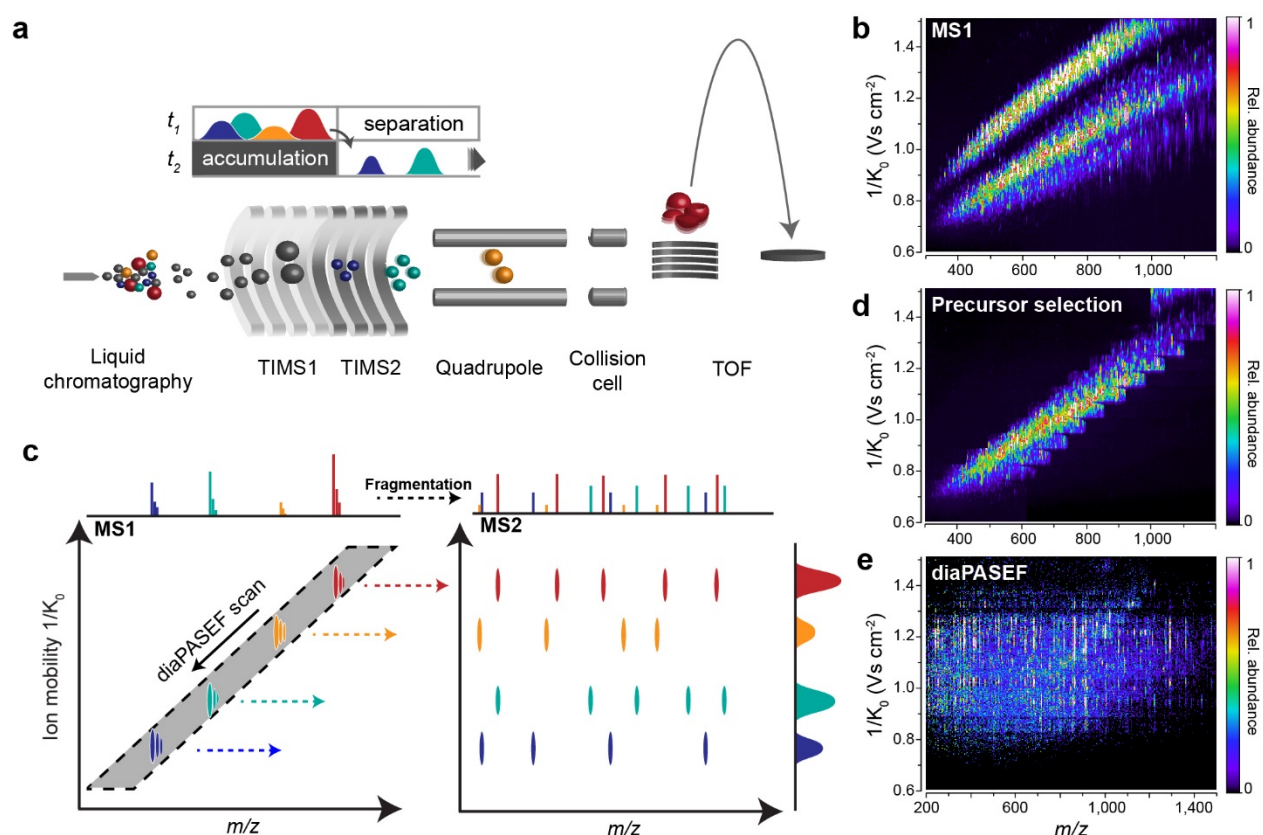 a
t1
separation
t2
accumulation
Liquid
chromatography
TIMS1
TIMS2
Quadrupole
Collision
cell
TOF
b
MS1
1/K0 (Vs cm–2)
1.4
1.2
1.0
0.8
0.6
400
600
800
1,000
1
Rel. abundance
0
c
Fragmentation
MS1
MS2
Ion mobility 1/K0
diaPASEF scan
m/z
m/z
d
Precursor selection
1/K0 (Vs cm–2)
1.4
1.2
1.0
0.8
0.6
400
600
800
1,000
1
Rel. abundance
0
e
diaPASEF
1/K0 (Vs cm–2)
1.4
1.2
1.0
0.8
0.6
200
600
1,000
1,400
m/z
1
Rel. abundance
0